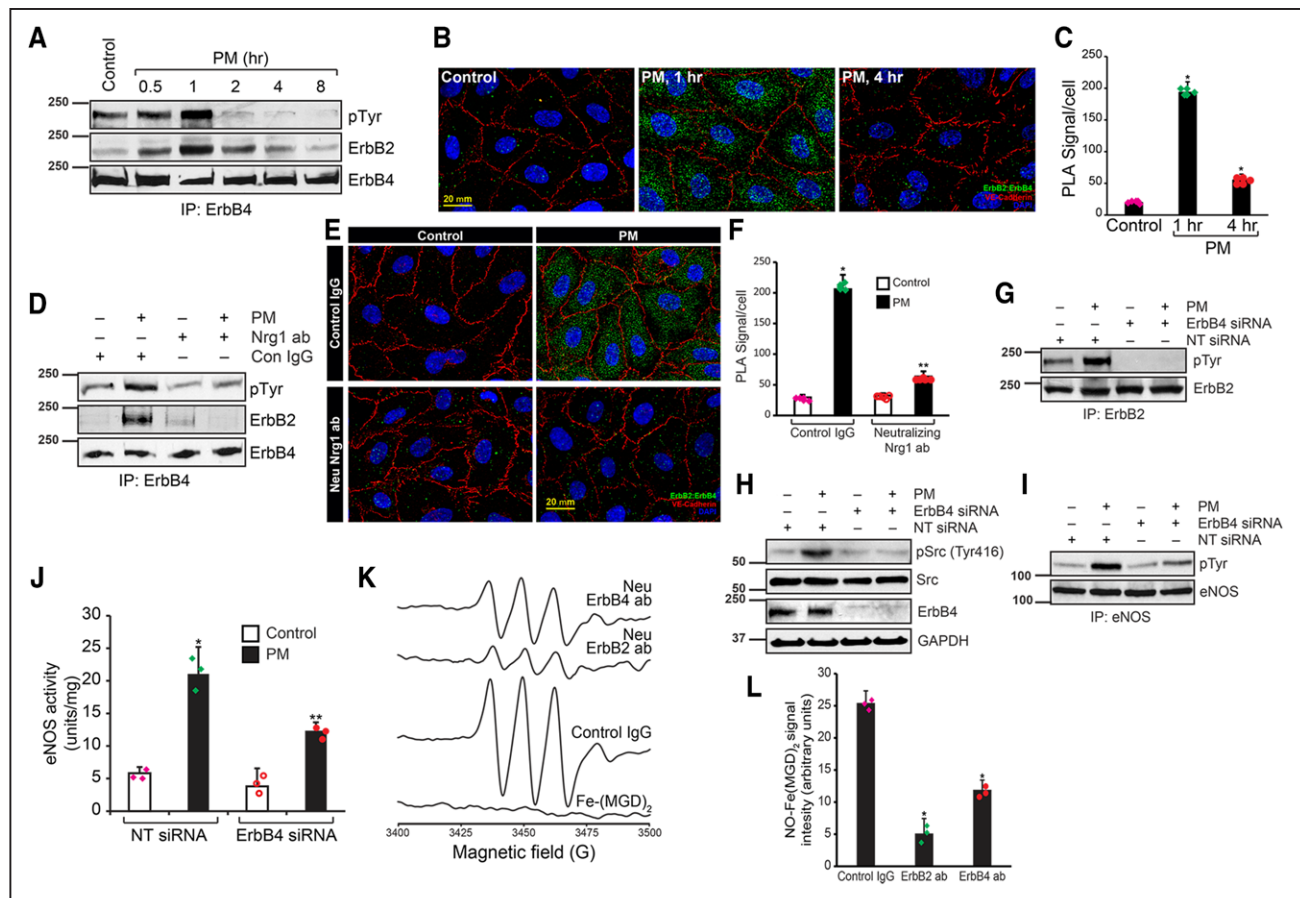 A
Control
PM (hr)
0.5 1 2 4 8
250
pTyr
250
ErbB2
250
ErbB4
IP: ErbB4
B
Control
PM, 1 hr
PM, 4 hr
20 mm
ErbB2:ErbB4
VE-Cadherin
C
PLA Signal/cell
250
200
150
100
50
0
*
*
Control
1 hr
4 hr
PM
D
– + – + PM
– – + + Nrg1 ab
+ + – – Con IgG
250
pTyr
250
ErbB2
250
ErbB4
IP: ErbB4
E
Control
PM
Control IgG
Neu Nrg1 ab
20 mm
ErbB2:ErbB4
VE-Cadherin
DAPI
F
PLA Signal/cell
250
200
150
100
50
0
*
**
Control
PM
Control IgG
Neutralizing
Nrg1 ab
G
– + – + PM
– – + + ErbB4 siRNA
+ + – – NT siRNA
250
pTyr
250
ErbB2
IP: ErbB2
H
– + – + PM
– – + + ErbB4 siRNA
+ + – – NT siRNA
50
pSrc (Tyr416)
50
Src
250
ErbB4
37
GAPDH
I
– + – + PM
– – + + ErbB4 siRNA
+ + – – NT siRNA
100
pTyr
100
eNOS
IP: eNOS
J
eNOS activity
(units/mg)
30
25
20
15
10
5
0
*
**
Control
PM
NT siRNA
ErbB4 siRNA
K
Neu
ErbB4 ab
Neu
ErbB2 ab
Control IgG
Fe-(MGD)2
3400 3425 3450 3475 3500
Magnetic field (G)
L
NO-Fe(MGD)2 signal
intesity (arbitrary units)
30
25
20
15
10
5
0
*
*
Control IgG
ErbB2 ab
ErbB4 ab